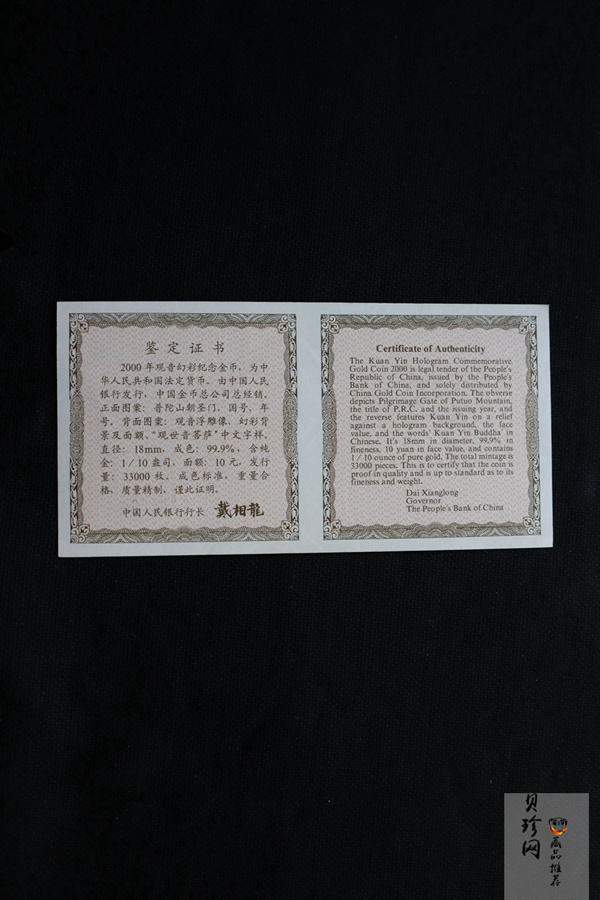 鉴定证书
2000年观音幻彩纪念金币，为中
华人民共和国法定货币。由中国人民
银行发行，中国金币总公司总经销。
正面图案：普陀山朝圣门、国号、年
号。背面图案：观音浮雕像、幻彩背
景及面额、“观世音菩萨”中文字样。
直径：18mm，成色：99.9%，含纯
金：1/10盎司，面额：10元，发行
量：33000枚。成色标准，重量合
格，质量精制，谨此证明。
中国人民银行行长 戴相龍
Certificate of Authenticity
The Kuan Yin Hologram Commemorative
Gold Coin 2000 is legal tender of the People's
Republic of China, issued by the People's
Bank of China, and solely distributed by
China Gold Coin Incorporation. The obverse
depicts Pilgrimage Gate of Putuo Mountain,
the title of P.R.C. and the issuing year, and
the reverse features Kuan Yin on a relief
against a hologram background, the face
value, and the words' Kuan Yin Buddha' in
Chinese. It's 18mm in diameter, 99.9% in
fineness, 10 yuan in face value, and contains
1/10 ounce of pure gold. The total mintage is
33000 pieces. This is to certify that the coin is
proof in quality and is up to standard as to its
fineness and weight.
Dai Xianglong
Governor
The People's Bank of China
贝珍网
藏品推荐